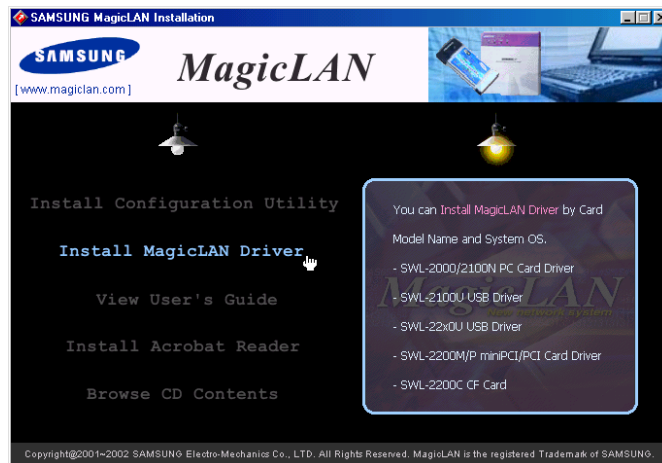 SAMSUNG MagicLAN Installation
SAMSUNG
MagicLAN
[ www.magiclan.com ]
Install Configuration Utility
Install MagicLAN Driver
View User's Guide
Install Acrobat Reader
Browse CD Contents
You can Install MagicLAN Driver by Card
Model Name and System OS.
- SWL-2000/2100N PC Card Driver
- SWL-2100U USB Driver
- SWL-22x0U USB Driver
- SWL-2200M/P miniPCI/PCI Card Driver
- SWL-2200C CF Card
MagicLAN
New network system
Copyright@2001~2002 SAMSUNG Electro-Mechanics Co., LTD. All Rights Reserved. MagicLAN is the registered Trademark of SAMSUNG.